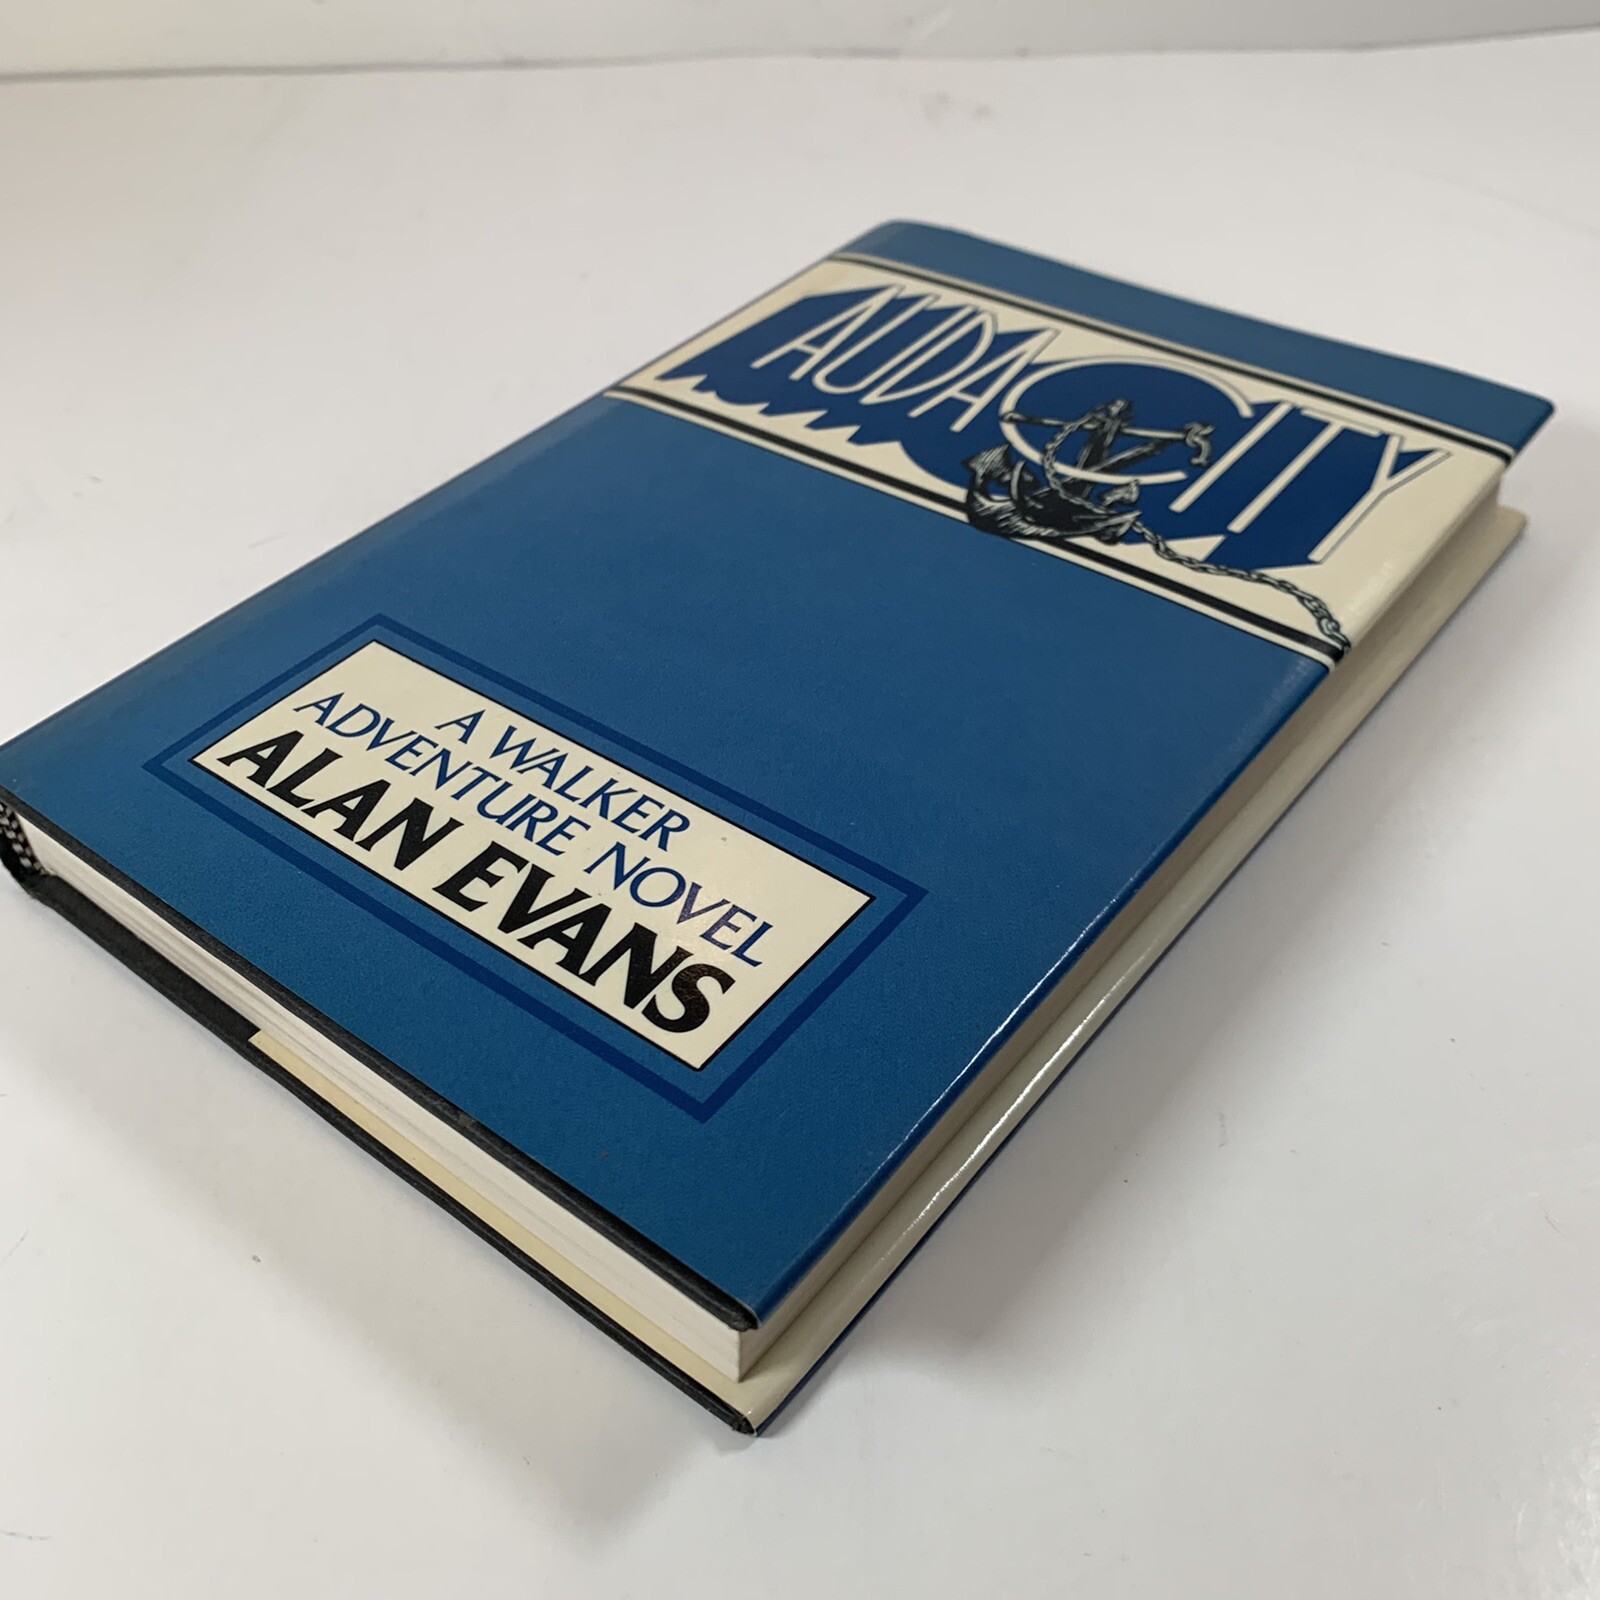 AUDACITY
A WALKER
ADVENTURE NOVEL
ALAN EVANS